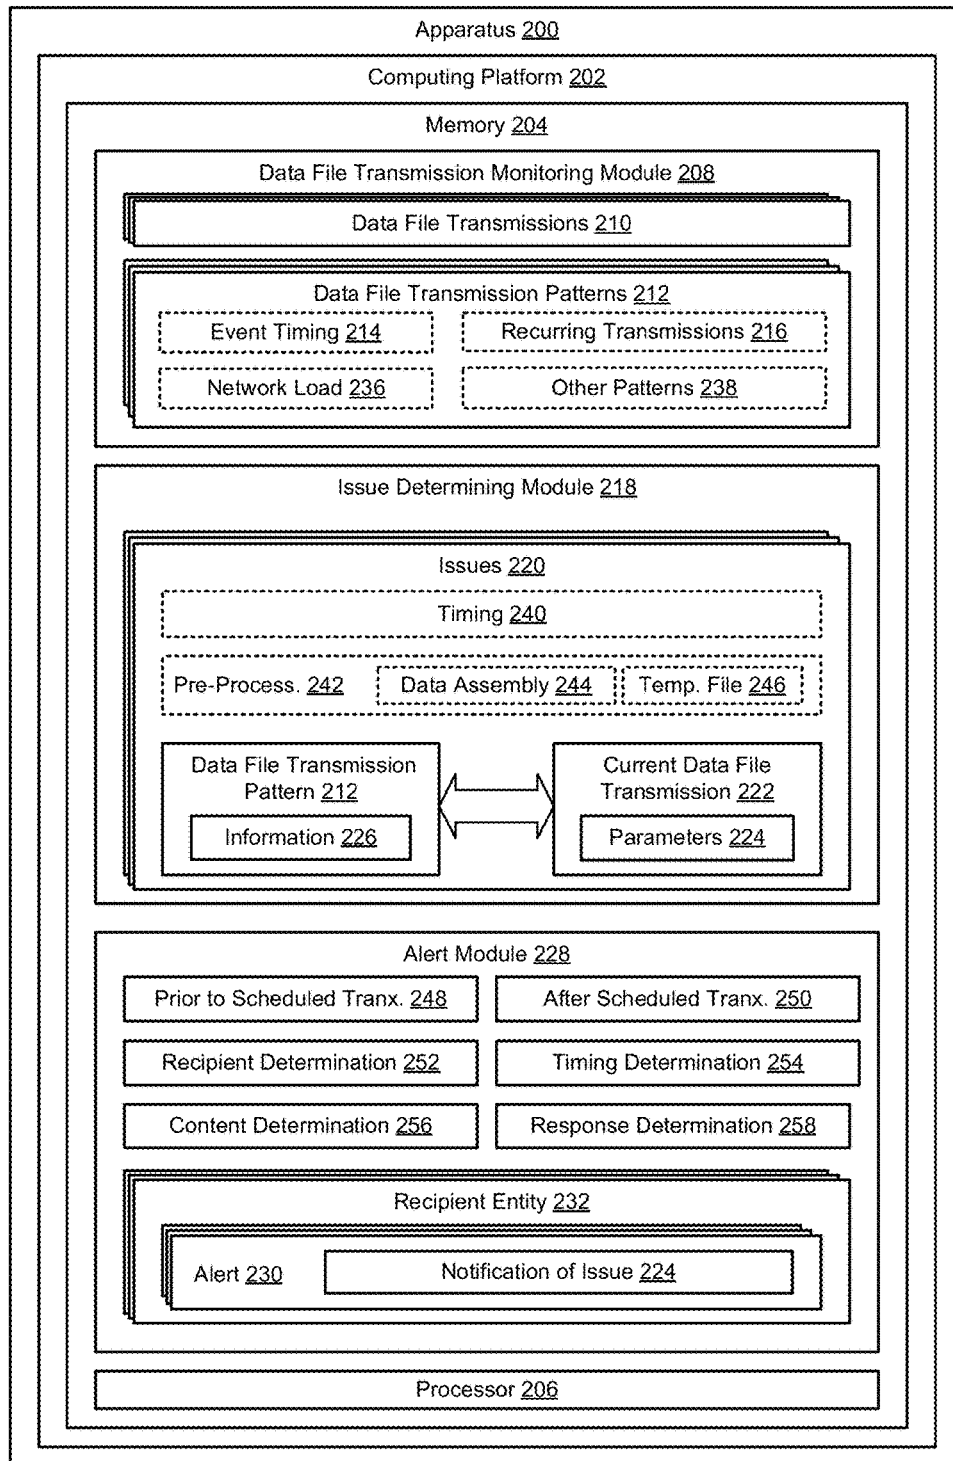 Apparatus 200
Computing Platform 202
Memory 204
Data File Transmission Monitoring Module 208
Data File Transmissions 210
Data File Transmission Patterns 212
Event Timing 214
Recurring Transmissions 216
Network Load 236
Other Patterns 238
Issue Determining Module 218
Issues 220
Timing 240
Pre-Process. 242
Data Assembly 244
Temp. File 246
Data File Transmission
Pattern 212
Information 226
Current Data File
Transmission 222
Parameters 224
Alert Module 228
Prior to Scheduled Tranx. 248
After Scheduled Tranx. 250
Recipient Determination 252
Timing Determination 254
Content Determination 256
Response Determination 258
Recipient Entity 232
Alert 230
Notification of Issue 224
Processor 206